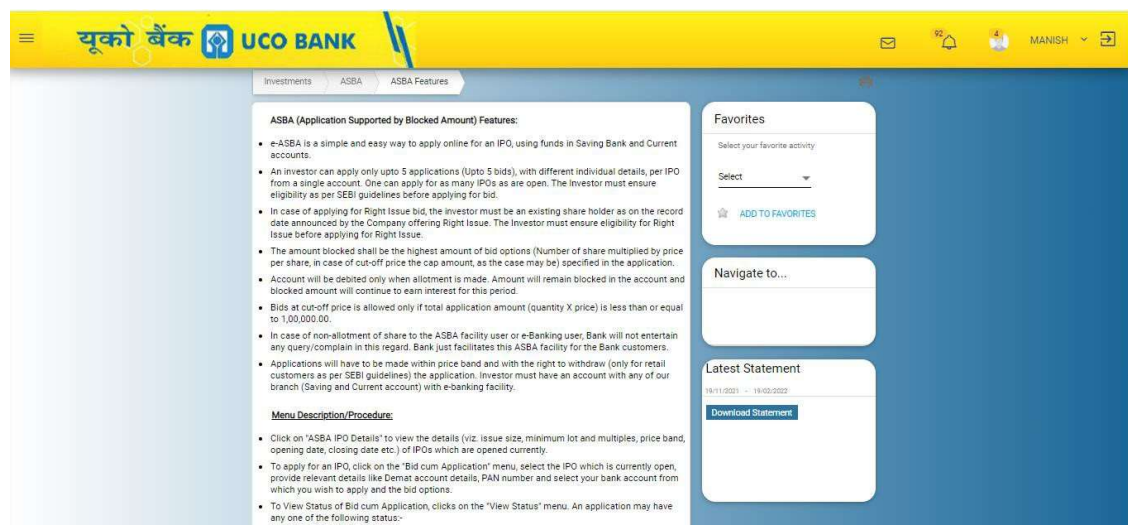 यूको बैंक UCO BANK
92
4
MANISH
Investments ASBA ASBA Features
ASBA (Application Supported by Blocked Amount) Features:
e-ASBA is a simple and easy way to apply online for an IPO, using funds in Saving Bank and Current
accounts.
An investor can apply only upto 5 applications (Upto 5 bids), with different individual details, per IPO
from a single account. One can apply for as many IPOs as are open. The Investor must ensure
eligibility as per SEBI guidelines before applying for bid.
In case of applying for Right Issue bid, the investor must be an existing share holder as on the record
date announced by the Company offering Right Issue. The Investor must ensure eligibility for Right
Issue before applying for Right Issue.
The amount blocked shall be the highest amount of bid options (Number of share multiplied by price
per share, in case of cut-off price the cap amount, as the case may be) specified in the application.
Account will be debited only when allotment is made. Amount will remain blocked in the account and
blocked amount will continue to earn interest for this period.
Bids at cut-off price is allowed only if total application amount (quantity X price) is less than or equal
to 1,00,000.00.
In case of non-allotment of share to the ASBA facility user or e-Banking user, Bank will not entertain
any query/complain in this regard. Bank just facilitates this ASBA facility for the Bank customers.
Applications will have to be made within price band and with the right to withdraw (only for retail
customers as per SEBI guidelines) the application. Investor must have an account with any of our
branch (Saving and Current account) with e-banking facility.
Menu Description/Procedure:
Click on "ASBA IPO Details" to view the details (viz. issue size, minimum lot and multiples, price band,
opening date, closing date etc.) of IPOs which are opened currently.
To apply for an IPO, click on the "Bid cum Application" menu, select the IPO which is currently open,
provide relevant details like Demat account details, PAN number and select your bank account from
which you wish to apply and the bid options.
To View Status of Bid cum Application, clicks on the "View Status" menu. An application may have
any one of the following status:-
Favorites
Select your favorite activity
Select
ADD TO FAVORITES
Navigate to...
Latest Statement
19/11/2021 - 19/02/2022
Download Statement